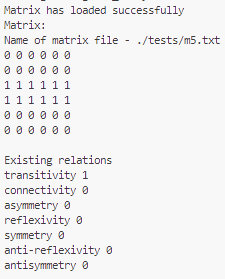 Matrix has loaded successfully
Matrix:
Name of matrix file - ./tests/m5.txt
0 0 0 0 0 0
0 0 0 0 0 0
1 1 1 1 1 1
1 1 1 1 1 1
0 0 0 0 0 0
0 0 0 0 0 0
Existing relations
transitivity 1
connectivity 0
asymmetry 0
reflexivity 0
symmetry 0
anti-reflexivity 0
antisymmetry 0